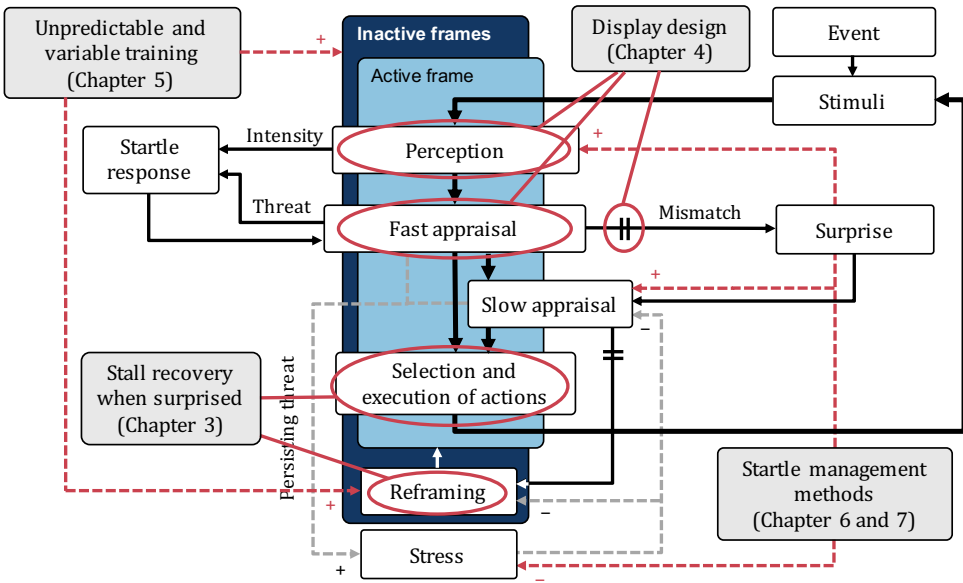 Unpredictable and
variable training
(Chapter 5)
+
Inactive frames
Active frame
Display design
(Chapter 4)
Event
Stimuli
Startle
response
Intensity
Perception
+
Threat
Fast appraisal
Mismatch
Surprise
+
Slow appraisal
−
Stall recovery
when surprised
(Chapter 3)
Persisting threat
Selection and
execution of actions
+
Reframing
−
Startle management
methods
(Chapter 6 and 7)
+
Stress
−